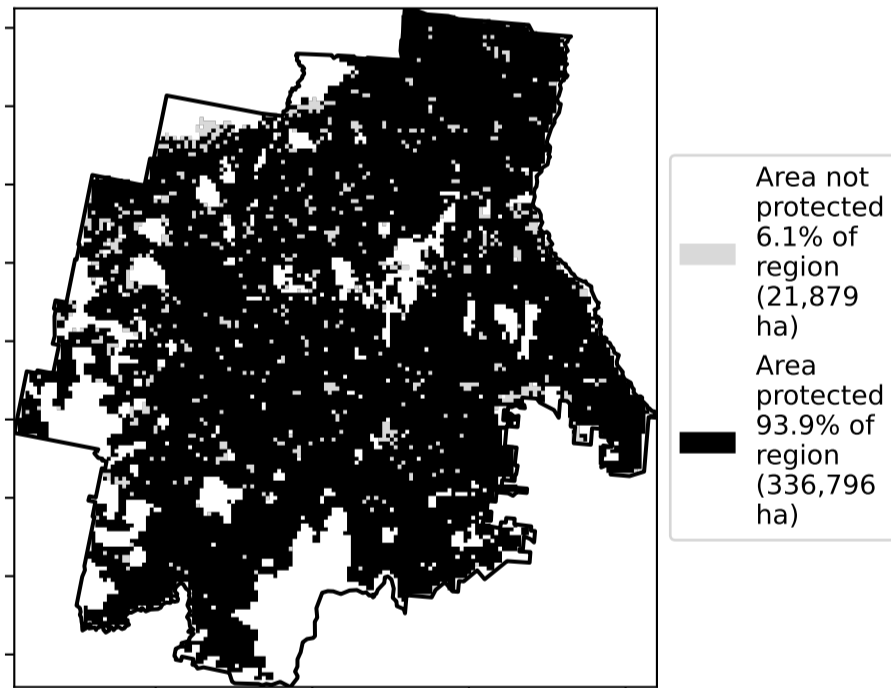 Area not
protected
6.1% of
region
(21,879
ha)
Area
protected
93.9% of
region
(336,796
ha)